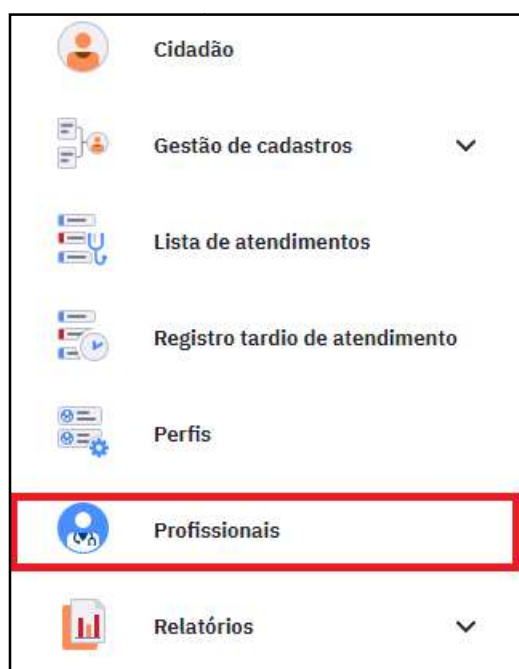 Cidadão
Gestão de cadastros
Lista de atendimentos
Registro tardio de atendimento
Perfis
Profissionais
Relatórios